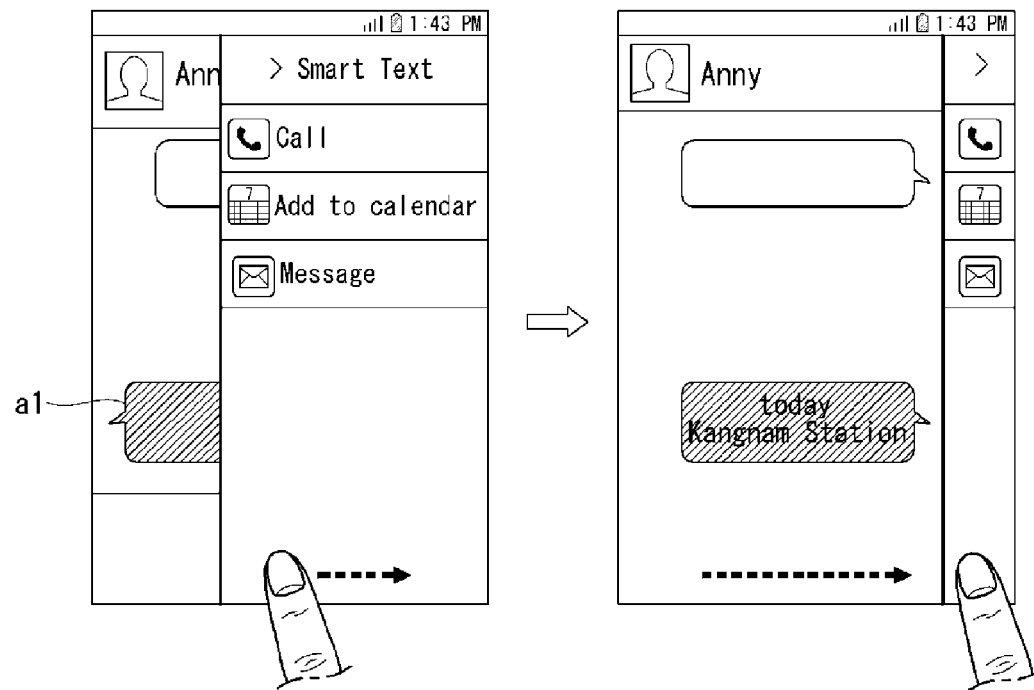 1:43 PM
Ann
> Smart Text
Call
7
Add to calendar
Message
a1
1:43 PM
Anny
>
7
today
Kangnam Station